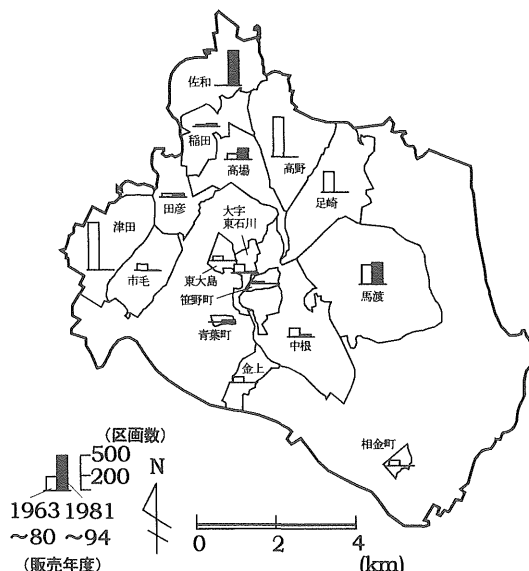 佐和
稲田
高場
高野
足崎
田彦
津田
大字
東石川
市毛
東大島
笹野町
馬渡
青葉町
中根
金上
相金町
(区画数)
500
200
1963 1981
～80 ～94
(販売年度)
N
0 2 4
(km)